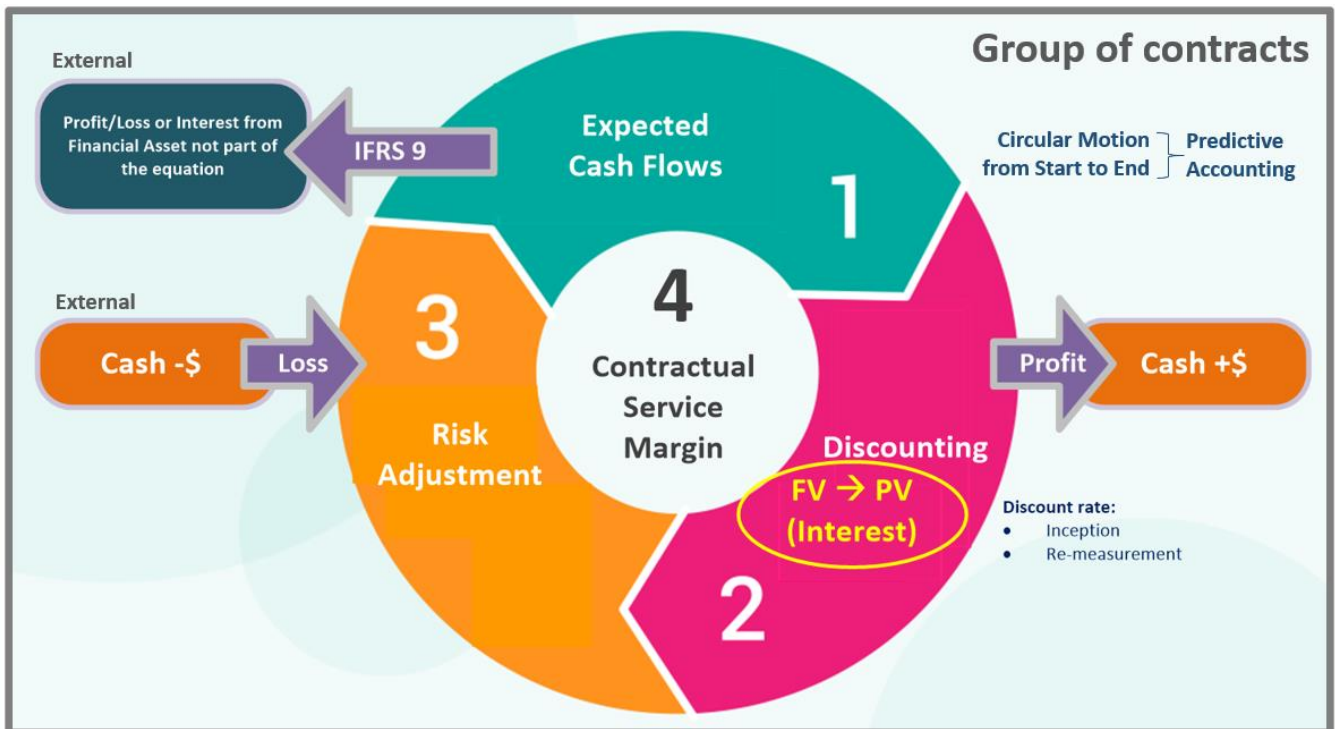 Group of contracts
External
Profit/Loss or Interest from
Financial Asset not part of
the equation
IFRS 9
Expected
Cash Flows
1
Circular Motion
from Start to End
Predictive
Accounting
External
Cash -$
Loss
3
Risk
Adjustment
4
Contractual
Service
Margin
Profit
Cash +$
Discounting
FV → PV
(Interest)
2
Discount rate:
• Inception
• Re-measurement